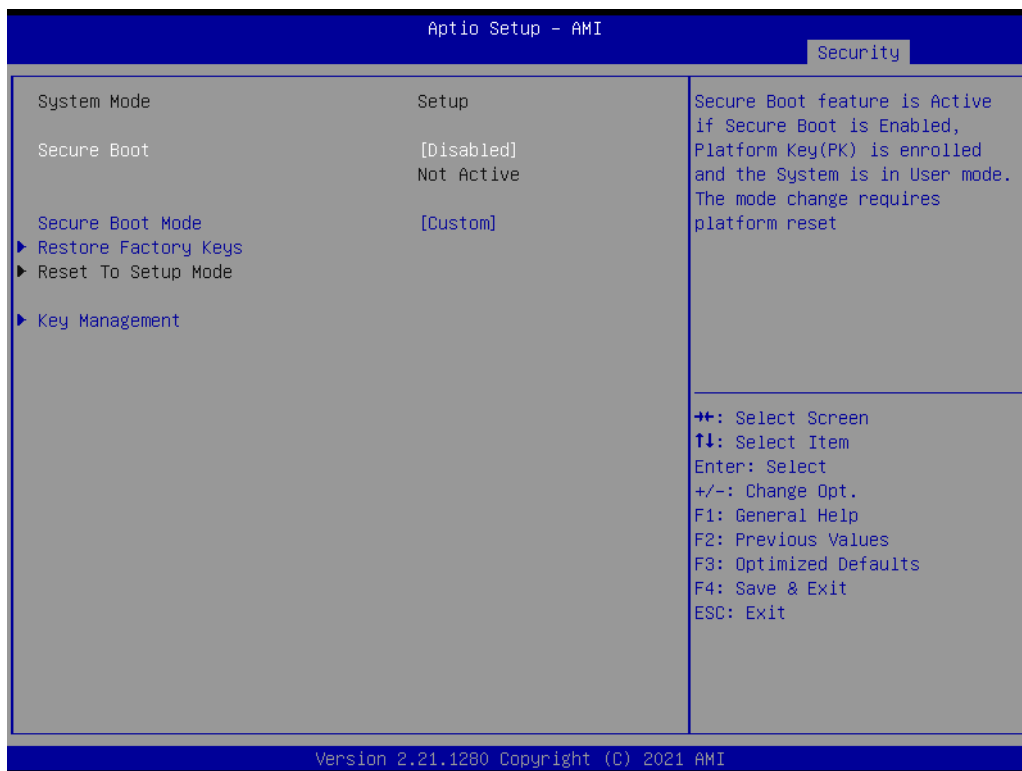 Aptio Setup - AMI
Security
System Mode Setup
Secure Boot [Disabled]
Not Active
Secure Boot Mode [Custom]
Restore Factory Keys
Reset To Setup Mode
Key Management
Secure Boot feature is Active
if Secure Boot is Enabled,
Platform Key(PK) is enrolled
and the System is in User mode.
The mode change requires
platform reset
→←: Select Screen
↑↓: Select Item
Enter: Select
+/-: Change Opt.
F1: General Help
F2: Previous Values
F3: Optimized Defaults
F4: Save & Exit
ESC: Exit
Version 2.21.1280 Copyright (C) 2021 AMI